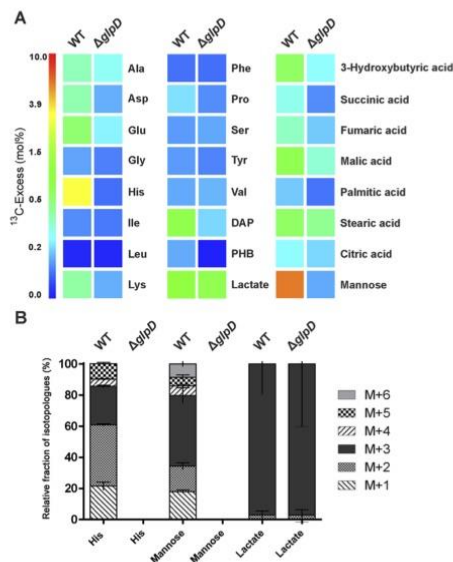 A
WT ΔglpD WT ΔglpD WT ΔglpD
¹³C-Excess (mol%)
10.0
3.9
1.6
0.6
0.2
0.0
Ala Phe 3-Hydroxybutyric acid
Asp Pro Succinic acid
Glu Ser Fumaric acid
Gly Tyr Malic acid
His Val Palmitic acid
Ile DAP Stearic acid
Leu PHB Citric acid
Lys Lactate Mannose
B
WT ΔglpD WT ΔglpD WT ΔglpD
Relative fraction of isotopologues (%)
100
80
60
40
20
0
His His Mannose Mannose Lactate Lactate
M+6
M+5
M+4
M+3
M+2
M+1